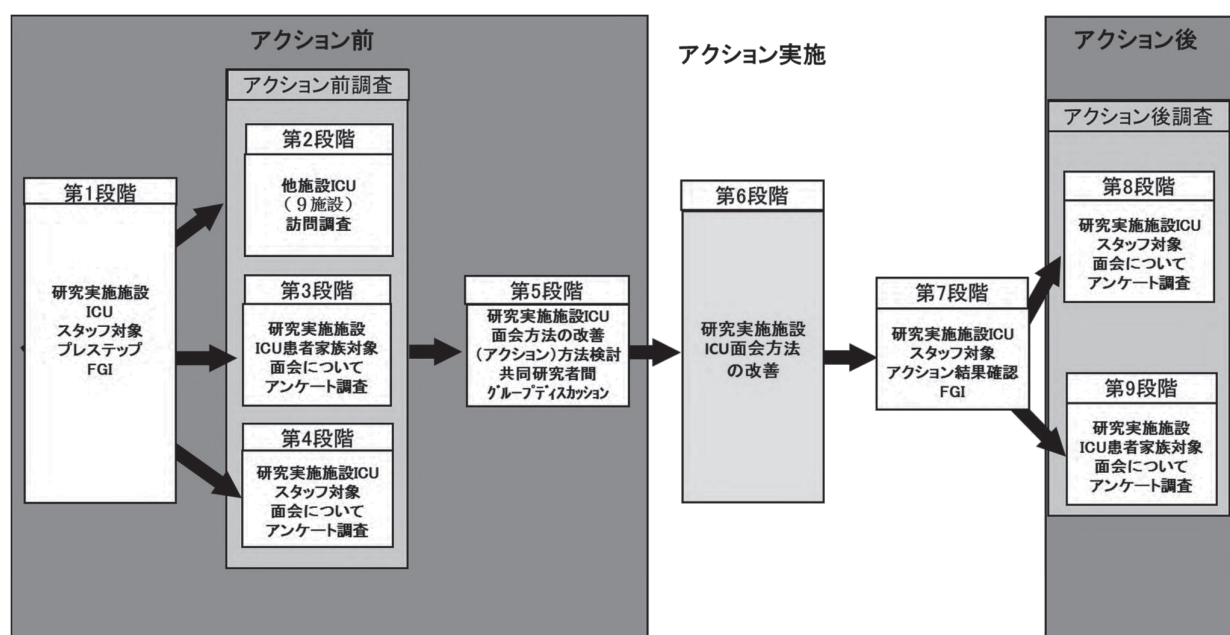 アクション前
アクション実施
アクション後
アクション前調査
アクション後調査
第1段階
研究実施施設
ICU
スタッフ対象
プレステップ
FGI
第2段階
他施設ICU
(9施設)
訪問調査
第3段階
研究実施施設
ICU患者家族対象
面会について
アンケート調査
第4段階
研究実施施設ICU
スタッフ対象
面会について
アンケート調査
第5段階
研究実施施設ICU
面会方法の改善
(アクション)方法検討
共同研究者間
グループディスカッション
第6段階
研究実施施設
ICU面会方法
の改善
第7段階
研究実施施設ICU
スタッフ対象
アクション結果確認
FGI
第8段階
研究実施施設ICU
スタッフ対象
面会について
アンケート調査
第9段階
研究実施施設
ICU患者家族対象
面会について
アンケート調査